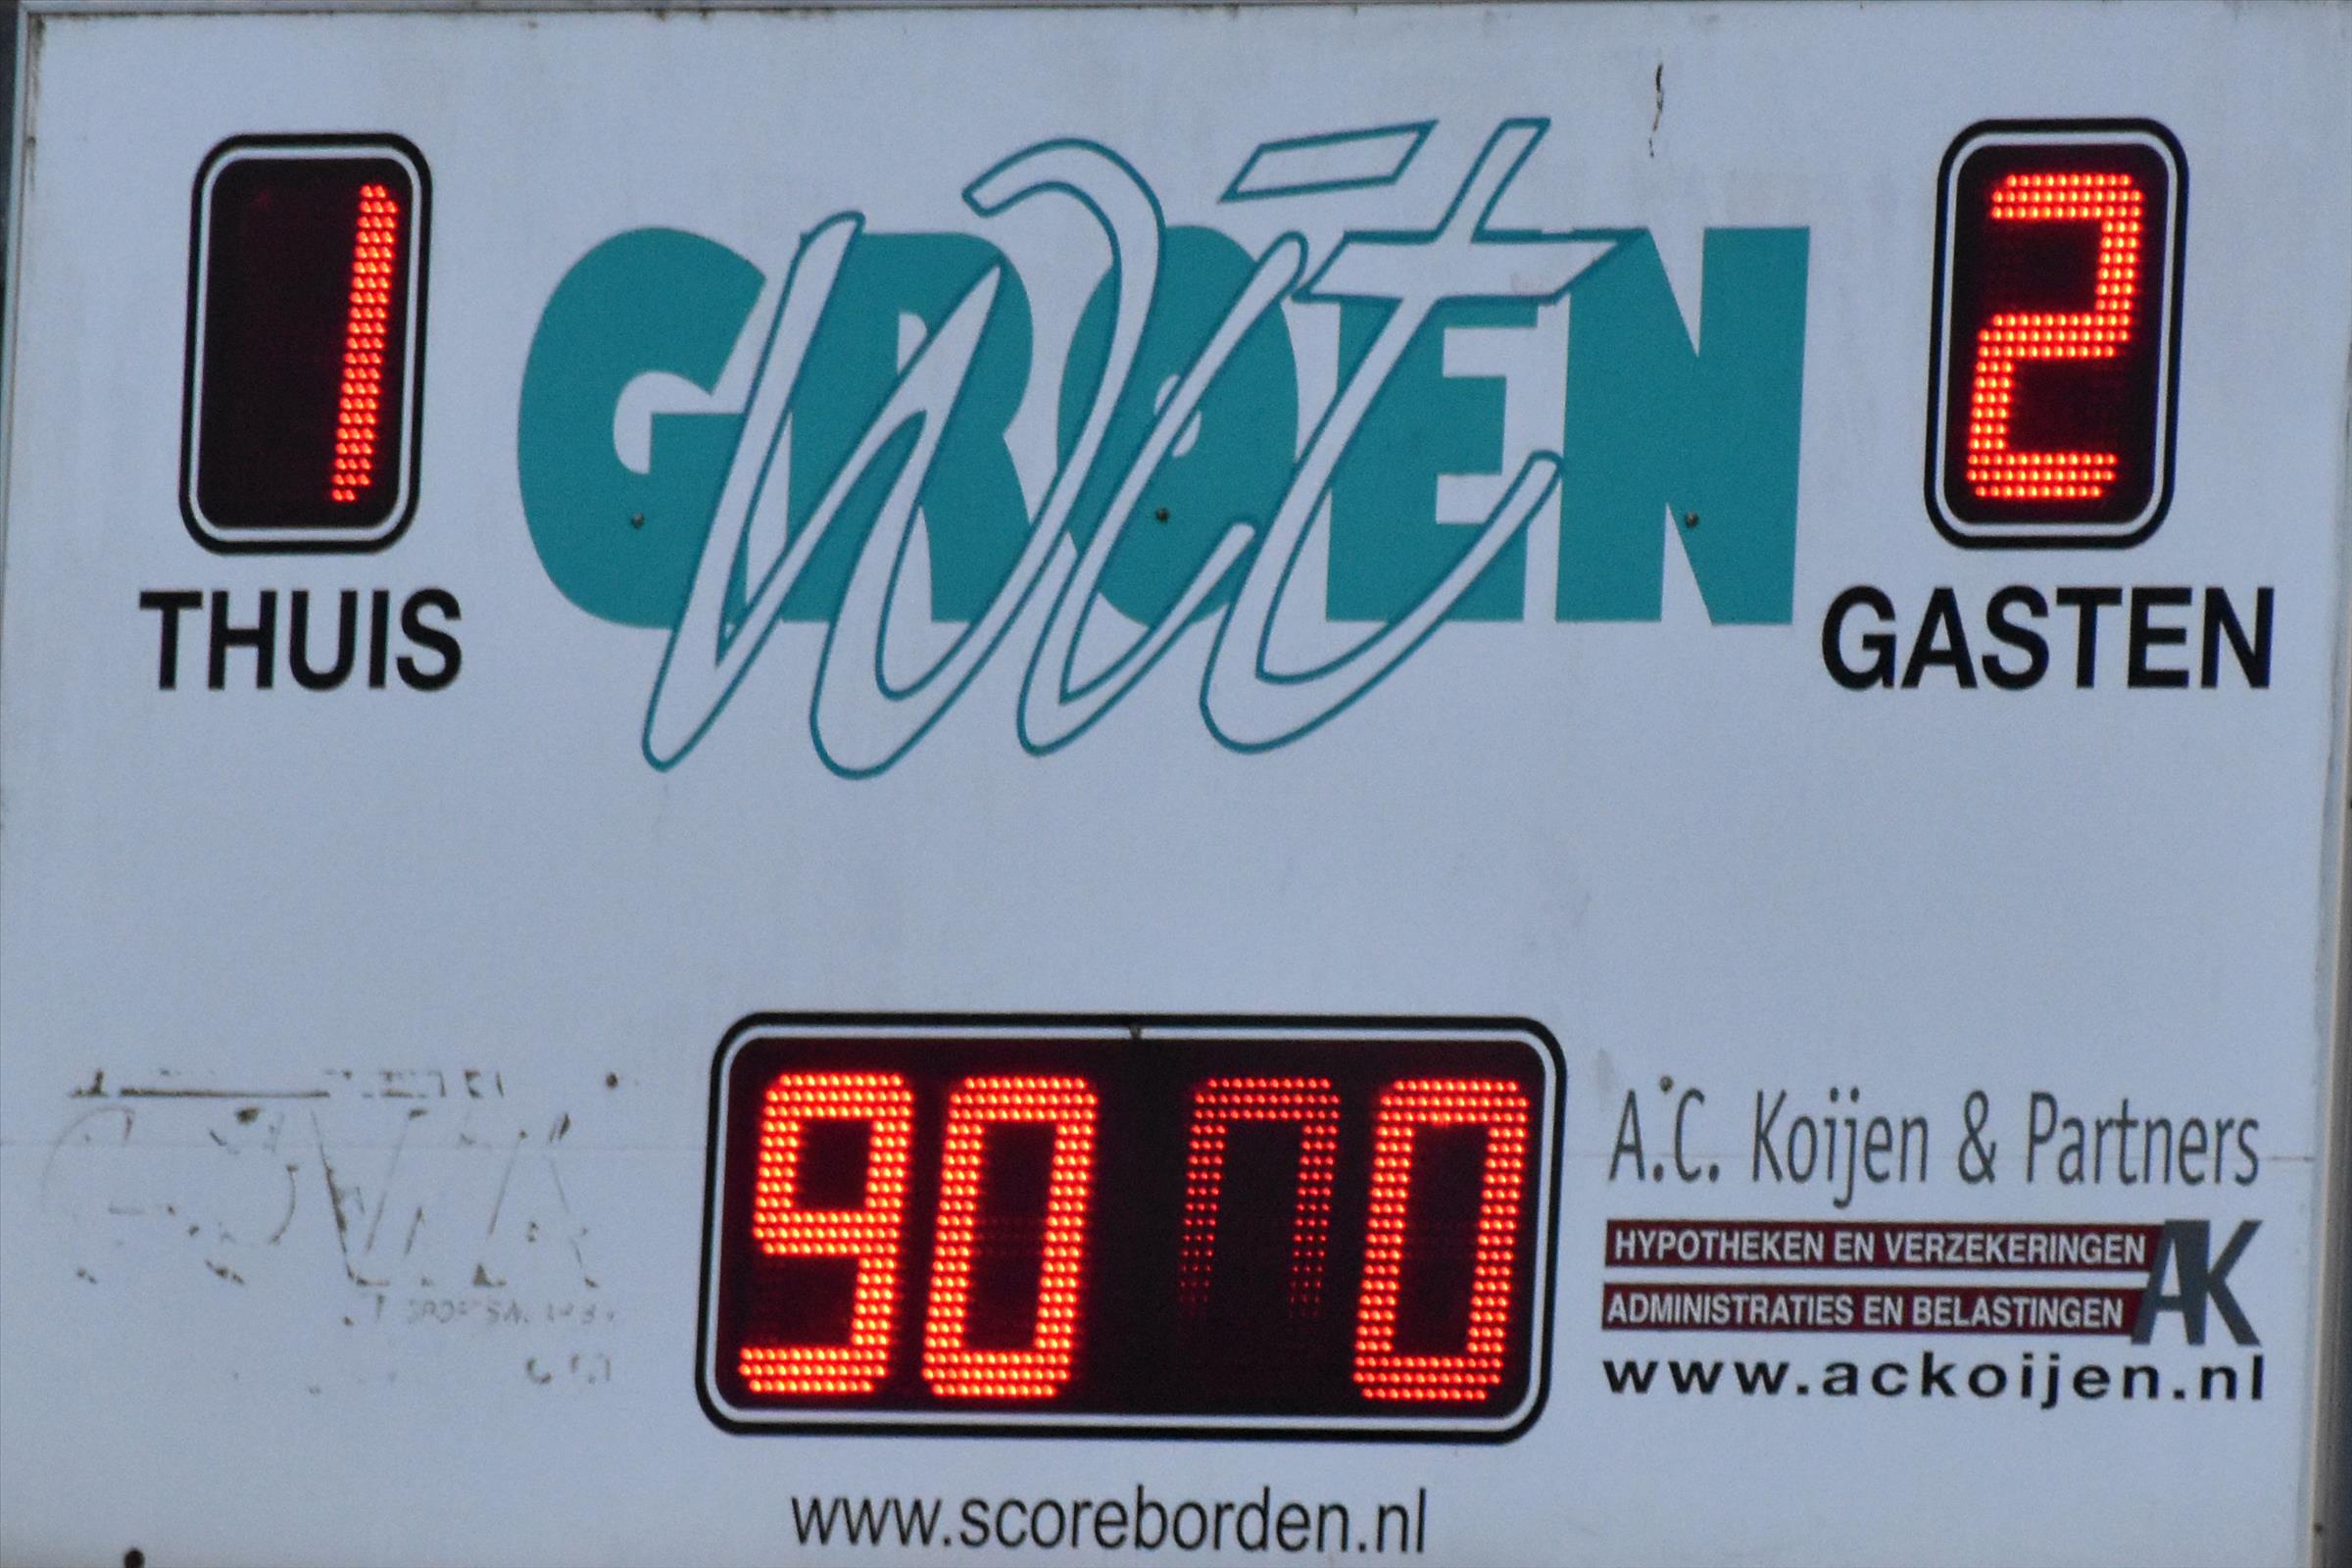 1
GROEN
Wit
2
THUIS
GASTEN
90 0
A.C. Koijen & Partners
HYPOTHEKEN EN VERZEKERINGEN
AK
ADMINISTRATIES EN BELASTINGEN
www.ackoijen.nl
www.scoreborden.nl